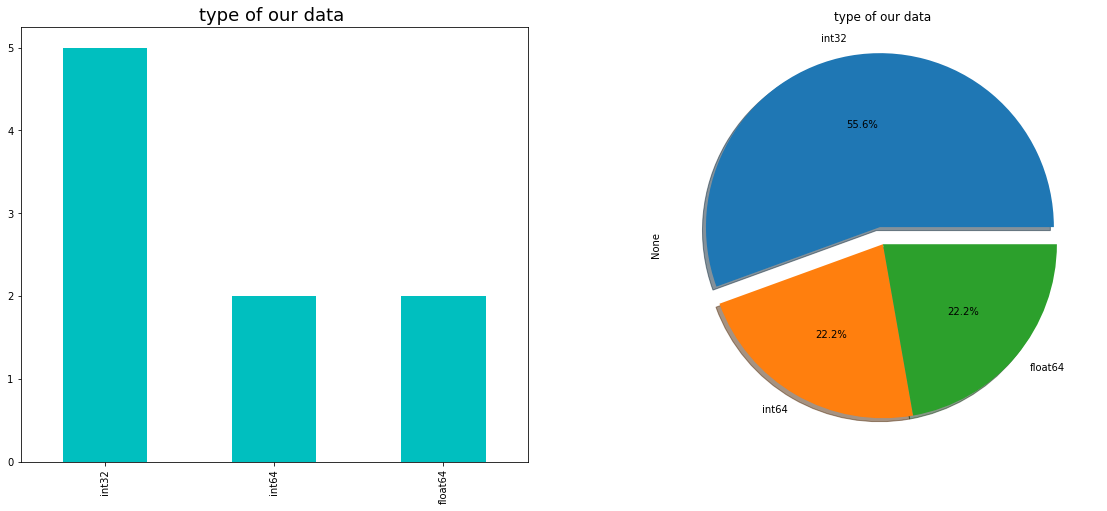 type of our data
5
4
3
2
1
0
int32
int64
float64
type of our data
int32
55.6%
None
22.2%
22.2%
float64
int64